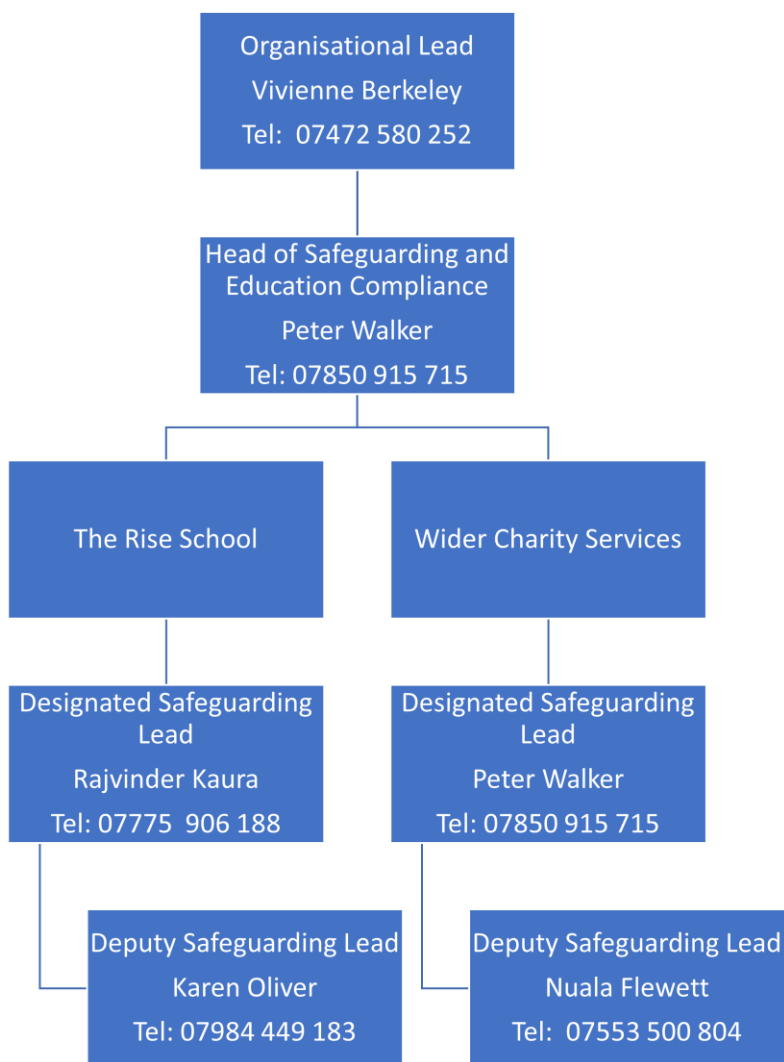 Organisational Lead
Vivienne Berkeley
Tel:  07472 580 252
Head of Safeguarding and
Education Compliance
Peter Walker
Tel: 07850 915 715
The Rise School
Wider Charity Services
Designated Safeguarding
Lead
Rajvinder Kaura
Tel: 07775  906 188
Designated Safeguarding
Lead
Peter Walker
Tel: 07850 915 715
Deputy Safeguarding Lead
Karen Oliver
Tel: 07984 449 183
Deputy Safeguarding Lead
Nuala Flewett
Tel:  07553 500 804